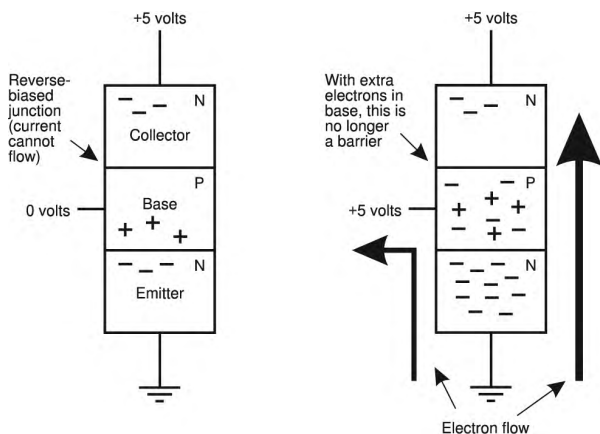 +5 volts
Reverse-
biased
junction
(current
cannot
flow)
N
Collector
P
Base
0 volts
N
Emitter
+5 volts
With extra
electrons in
base, this is
no longer
a barrier
N
P
+5 volts
N
Electron flow